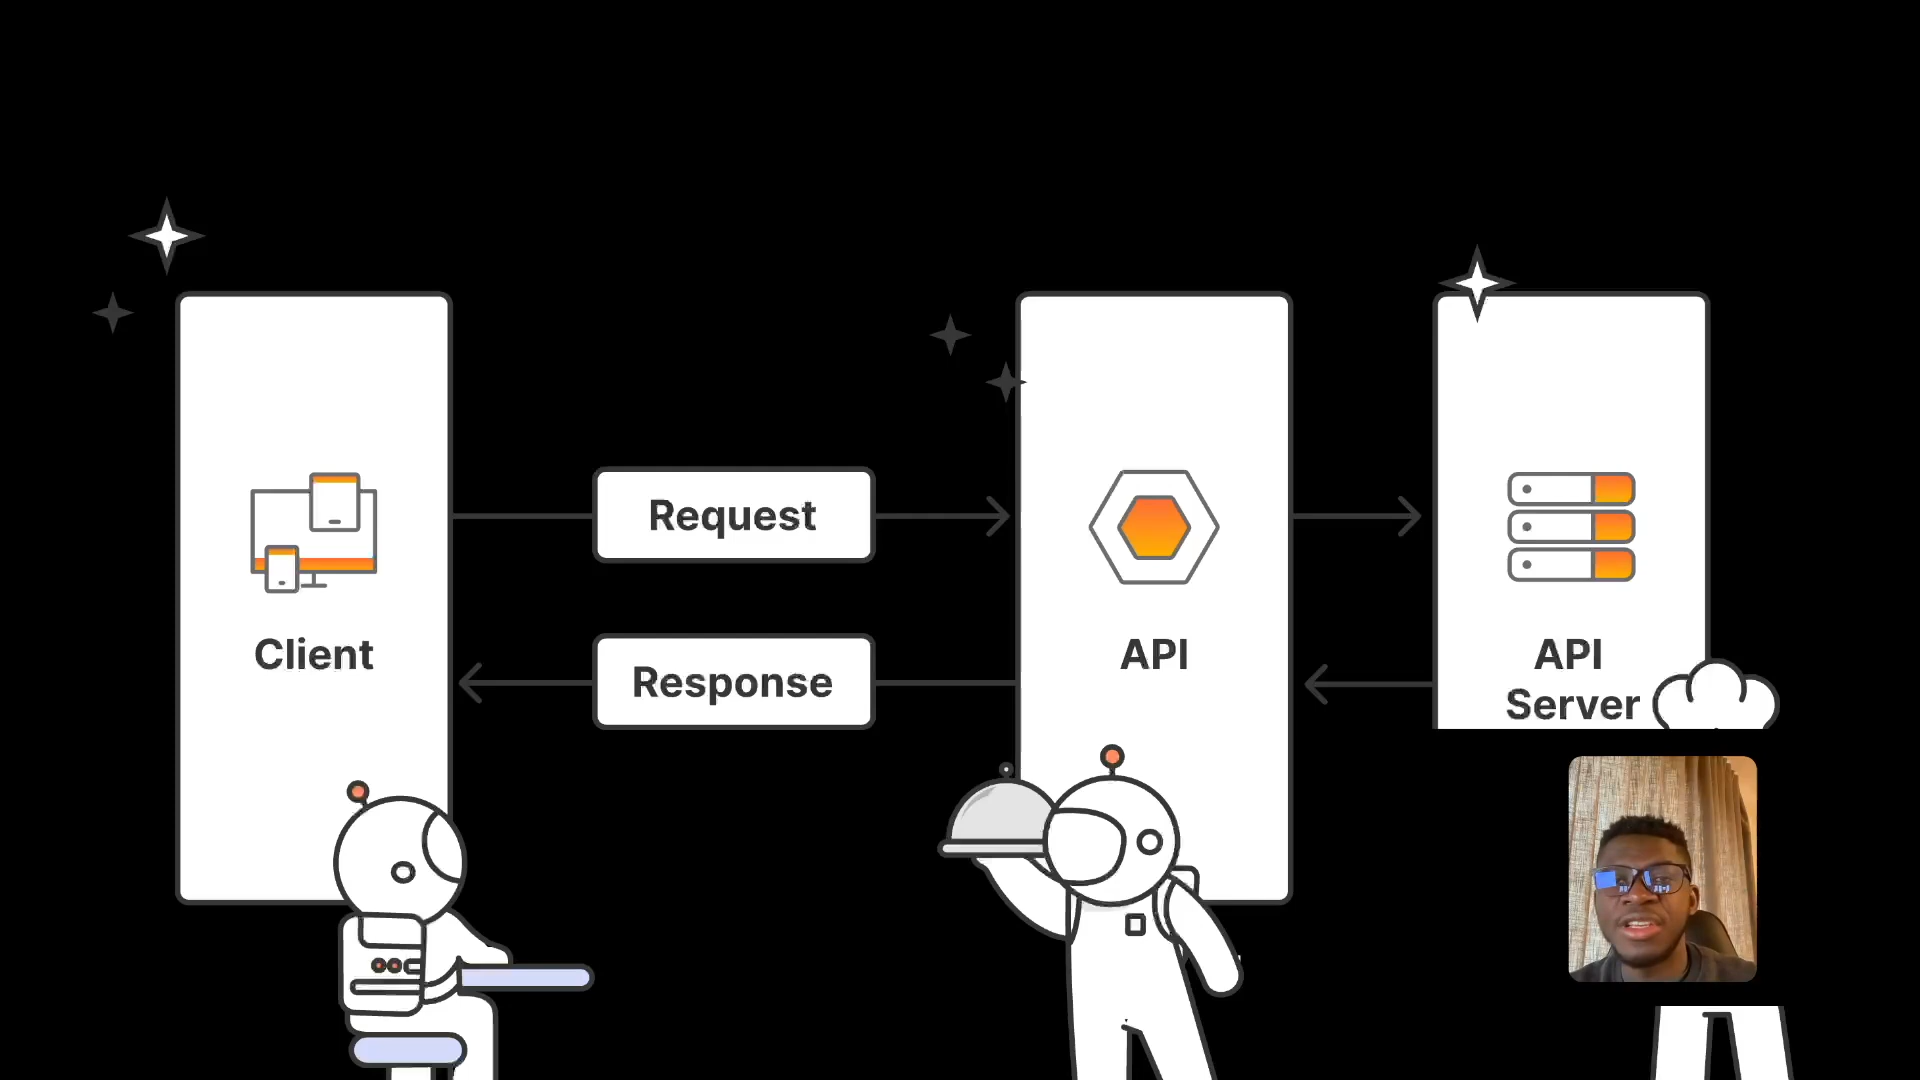 Request
Client
Response
API
API
Server